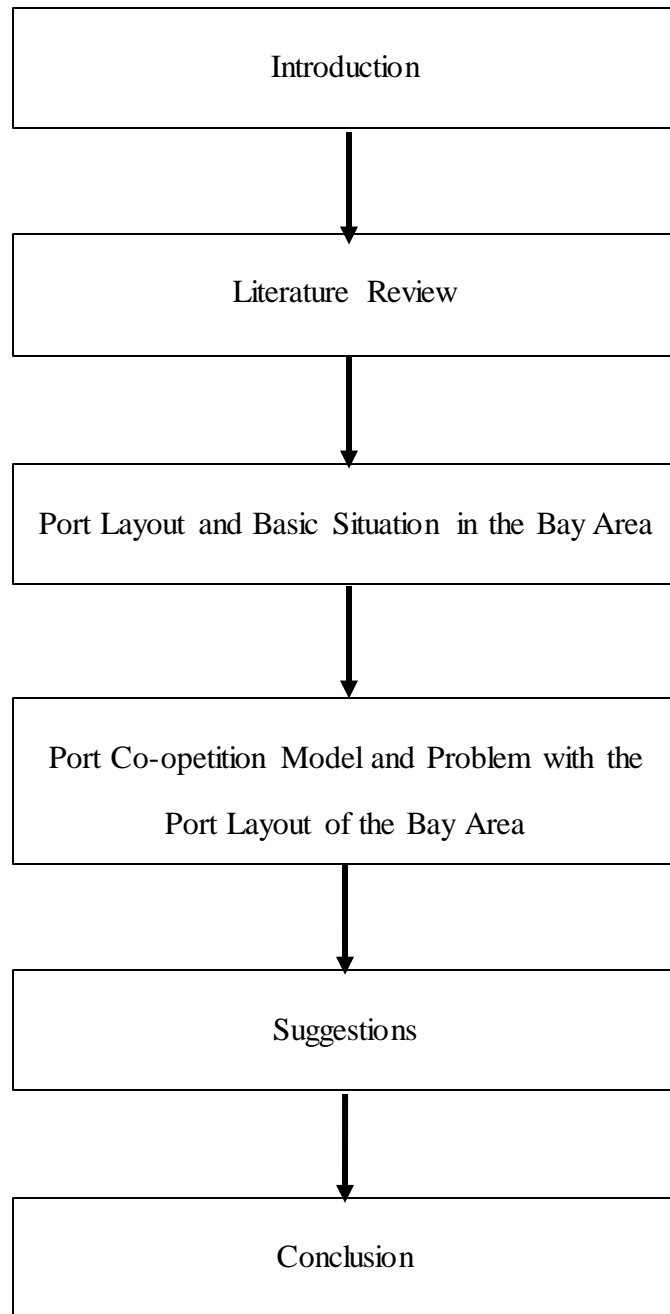 Introduction
Literature Review
Port Layout and Basic Situation in the Bay Area
Port Co-opetition Model and Problem with the
Port Layout of the Bay Area
Suggestions
Conclusion